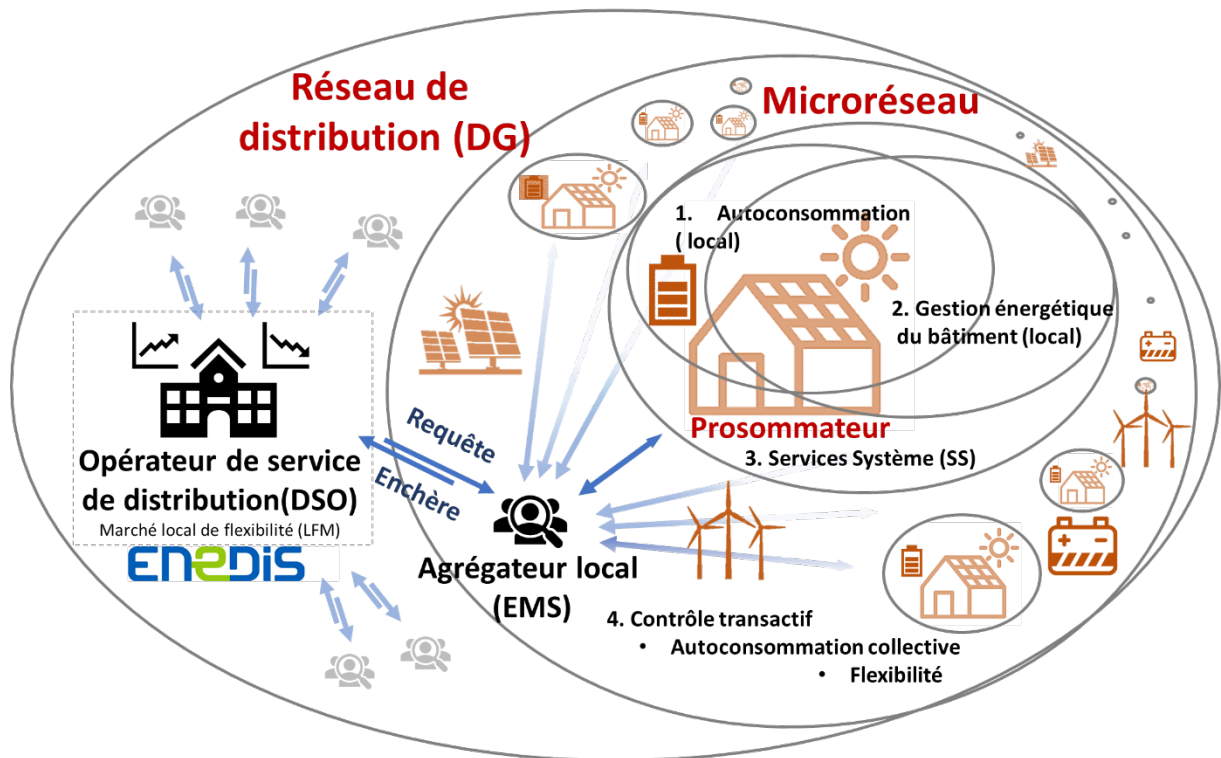 Réseau de
distribution (DG)
Microréseau
1. Autoconsommation
( local)
2. Gestion énergétique
du bâtiment (local)
Prosommateur
3. Services Système (SS)
Requête
Enchère
Opérateur de service
de distribution(DSO)
Marché local de flexibilité (LFM)
ENEDIS
Agrégateur local
(EMS)
4. Contrôle transactif
• Autoconsommation collective
• Flexibilité